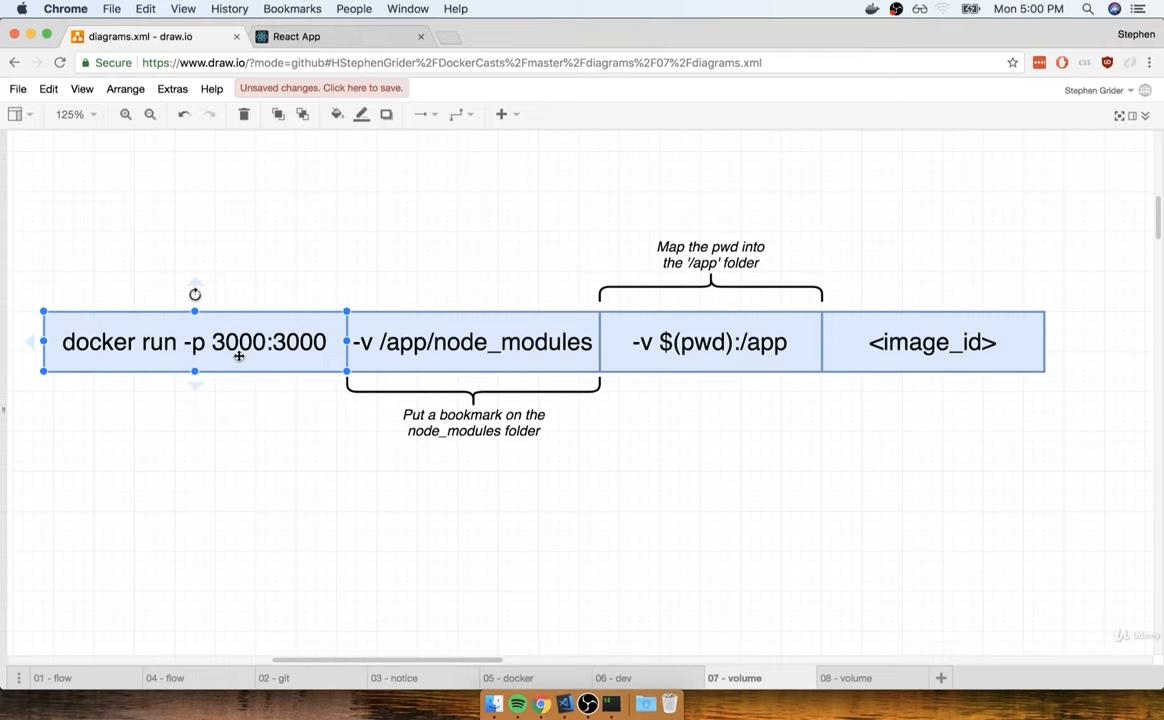 Chrome File Edit View History Bookmarks People Window Help Mon 5:00 PM
diagrams.xml - draw.io React App Stephen
Secure https://www.draw.io/?mode=github#HStephenGrider%2FDockerCasts%2Fmaster%2Fdiagrams%2F07%2Fdiagrams.xml
File Edit View Arrange Extras Help Unsaved changes. Click here to save. Stephen Grider
125%
Map the pwd into
the '/app' folder
docker run -p 3000:3000 -v /app/node_modules -v $(pwd):/app <image_id>
Put a bookmark on the
node_modules folder
Udemy
01 - flow 04 - flow 02 - git 03 - notice 05 - docker 06 - dev 07 - volume 08 - volume